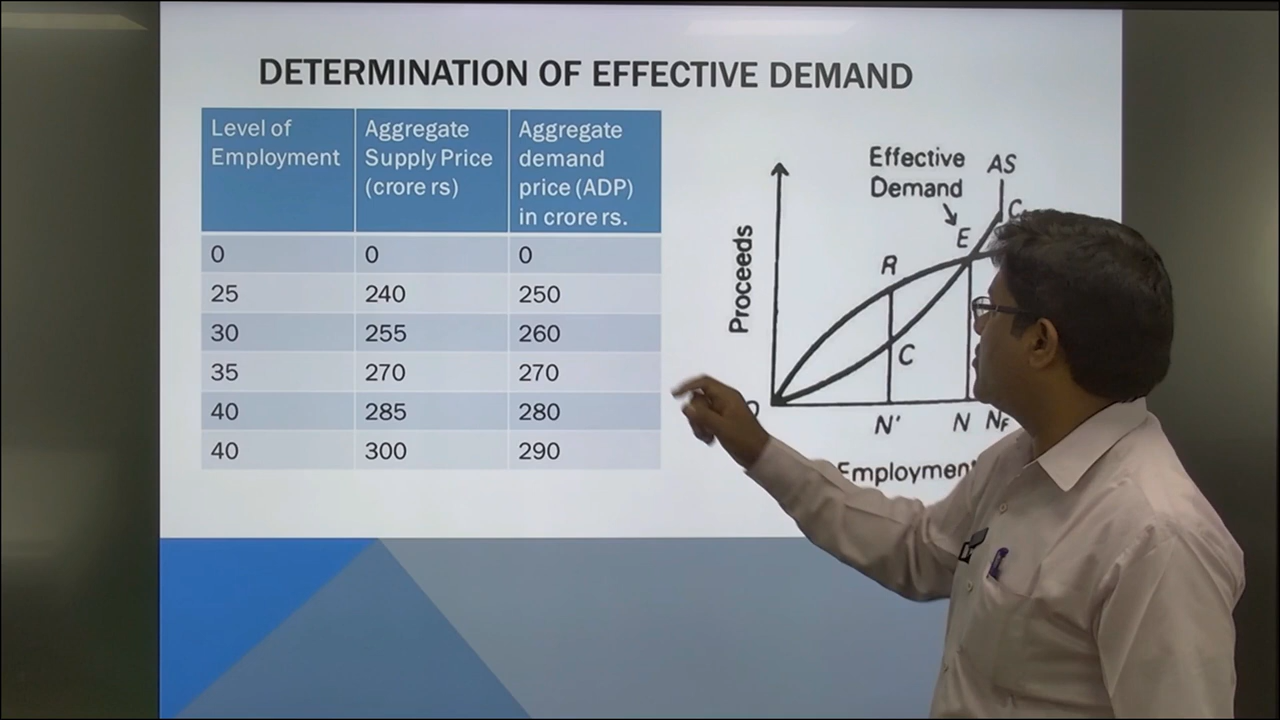 DETERMINATION OF EFFECTIVE DEMAND
Level of Employment Aggregate Supply Price (crore rs) Aggregate demand price (ADP) in crore rs.
0 0 0
25 240 250
30 255 260
35 270 270
40 285 280
40 300 290
Effective AS
Demand
C
E
R
Proceeds
C
N' N NF
Employment